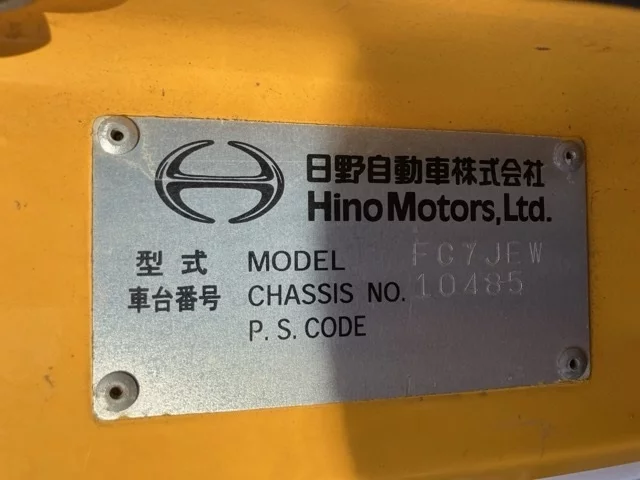 日野自動車株式会社
Hino Motors, Ltd.
型式 MODEL FC7JEW
車台番号 CHASSIS NO. 10485
P. S. CODE